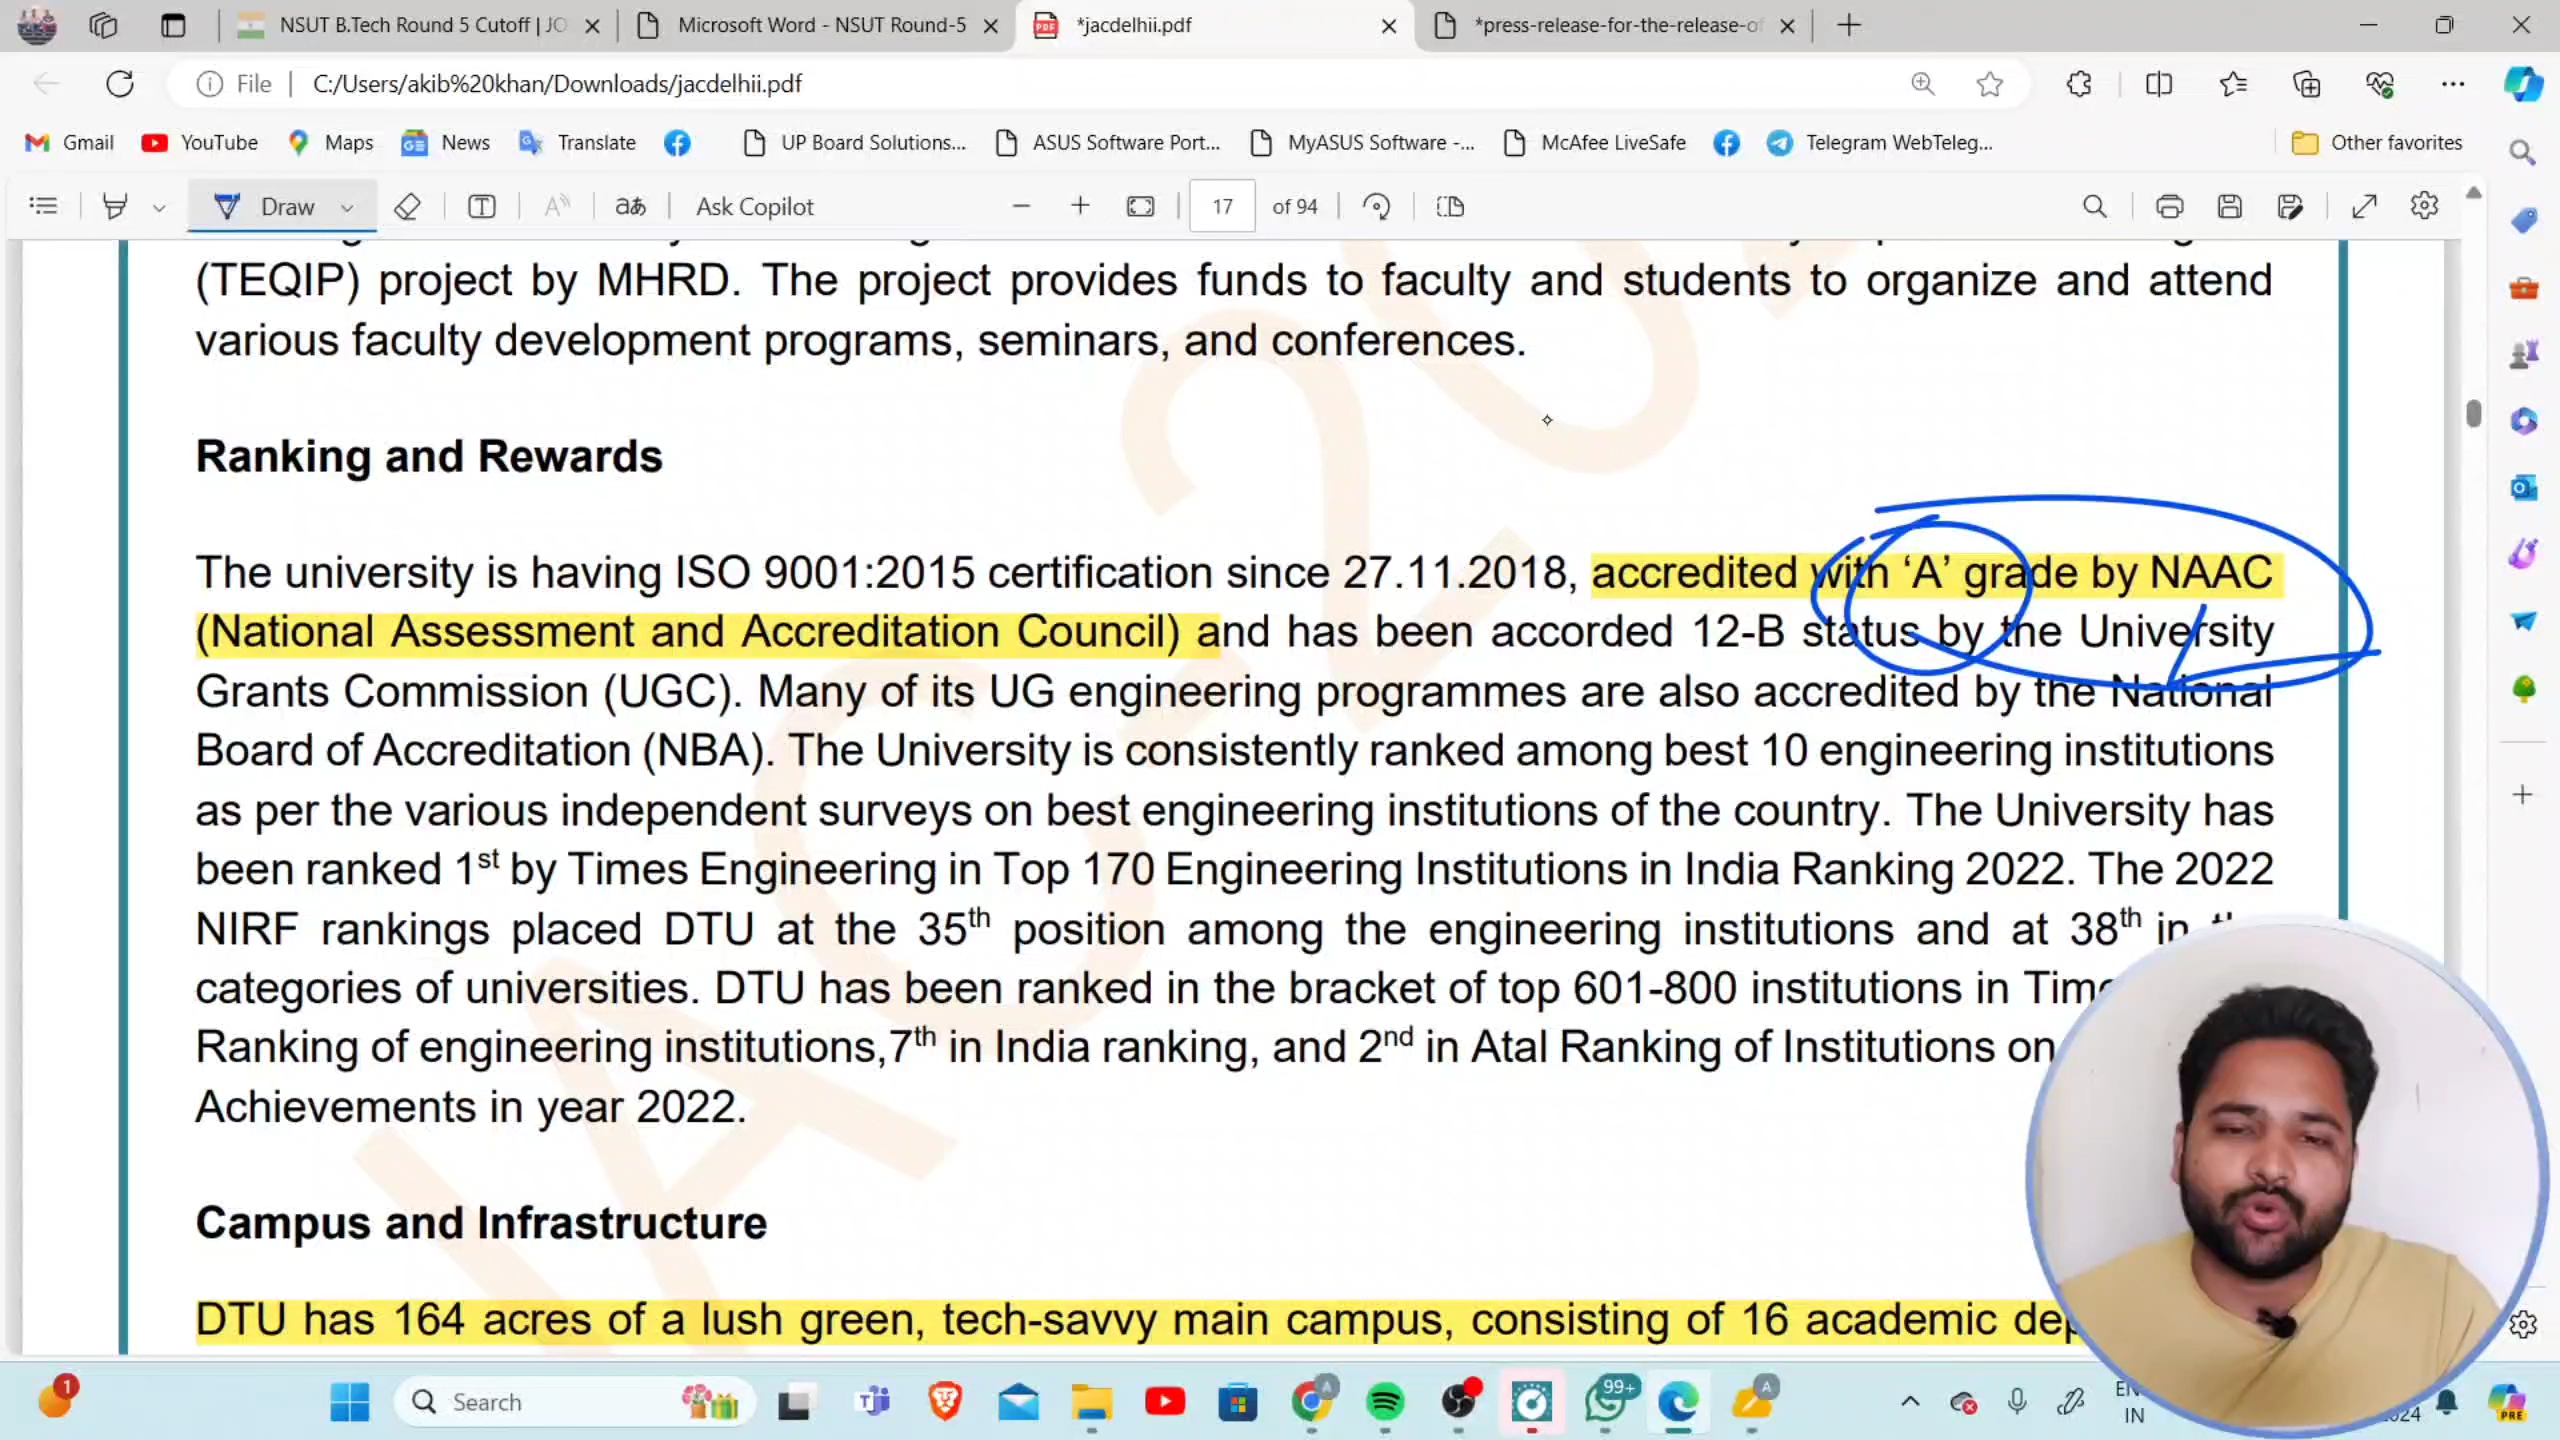 NSUT B.Tech Round 5 Cutoff | JO
Microsoft Word - NSUT Round-5
*jacdelhii.pdf
*press-release-for-the-release-of
File
C:/Users/akib%20khan/Downloads/jacdelhii.pdf
Gmail
YouTube
Maps
News
Translate
UP Board Solutions...
ASUS Software Port...
MyASUS Software -...
McAfee LiveSafe
Telegram WebTeleg...
Other favorites
Draw
Ask Copilot
17 of 94
(TEQIP) project by MHRD. The project provides funds to faculty and students to organize and attend
various faculty development programs, seminars, and conferences.
Ranking and Rewards
The university is having ISO 9001:2015 certification since 27.11.2018, accredited with ‘A’ grade by NAAC
(National Assessment and Accreditation Council) and has been accorded 12-B status by the University
Grants Commission (UGC). Many of its UG engineering programmes are also accredited by the National
Board of Accreditation (NBA). The University is consistently ranked among best 10 engineering institutions
as per the various independent surveys on best engineering institutions of the country. The University has
been ranked 1st by Times Engineering in Top 170 Engineering Institutions in India Ranking 2022. The 2022
NIRF rankings placed DTU at the 35th position among the engineering institutions and at 38th in
categories of universities. DTU has been ranked in the bracket of top 601-800 institutions in
Ranking of engineering institutions,7th in India ranking, and 2nd in Atal Ranking of Institutions on
Achievements in year 2022.
Campus and Infrastructure
DTU has 164 acres of a lush green, tech-savvy main campus, consisting of 16 academic
1
Search
99+
IN
PRE